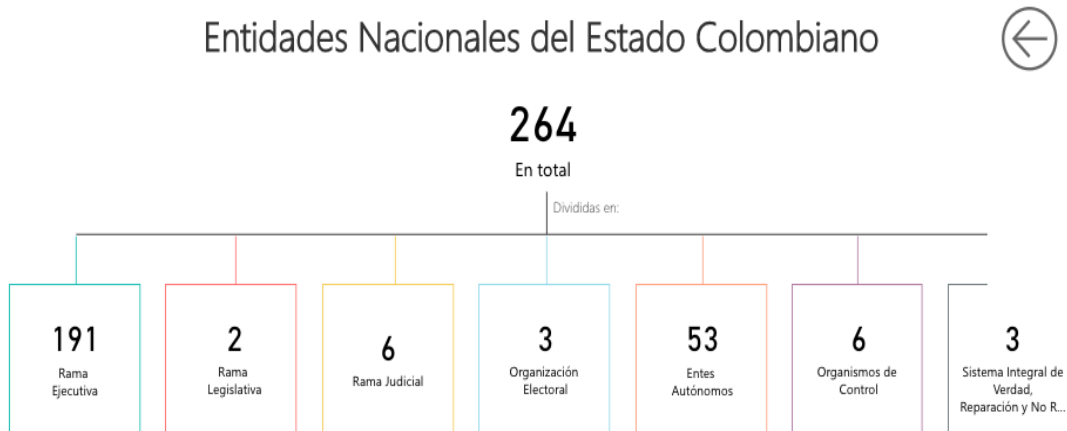 Entidades Nacionales del Estado Colombiano
264
En total
Divididas en:
191
Rama
Ejecutiva
2
Rama
Legislativa
6
Rama Judicial
3
Organización
Electoral
53
Entes
Autónomos
6
Organismos de
Control
3
Sistema Integral de
Verdad,
Reparación y No R...